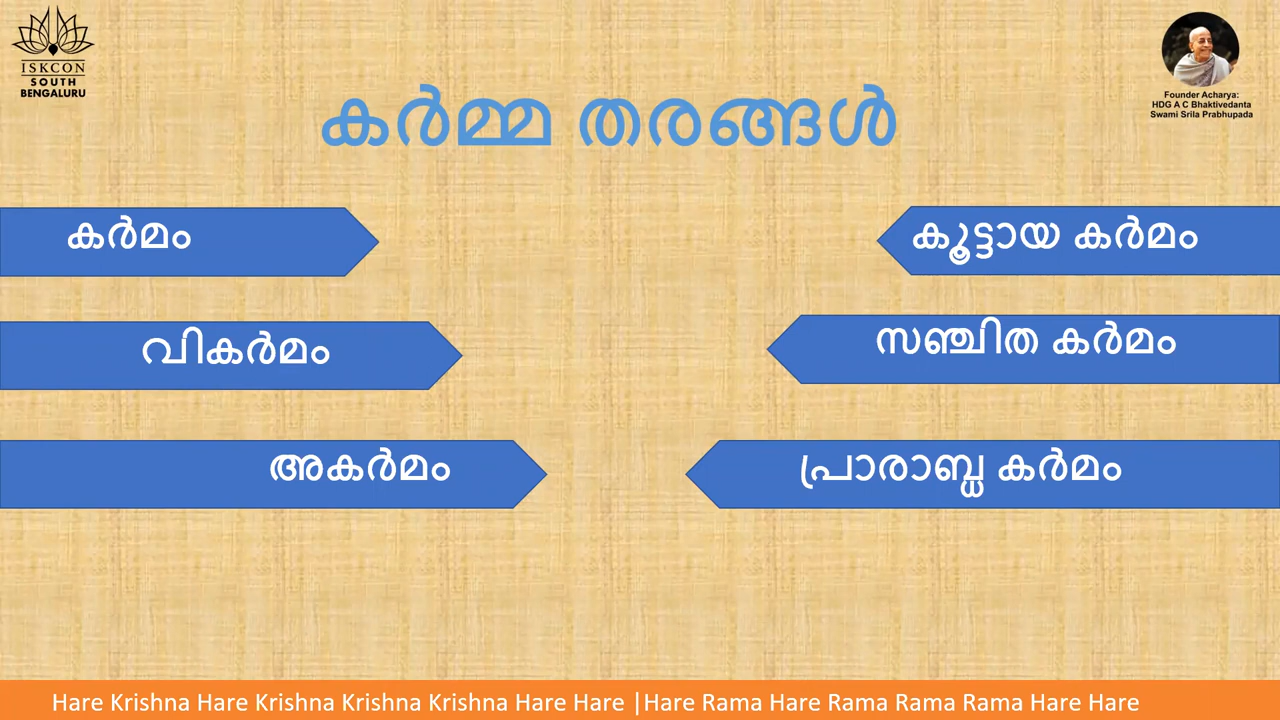 ISKCON
SOUTH
BENGALURU
Founder Acharya:
HDG A C Bhaktivedanta
Swami Srila Prabhupada
കർമ്മ തരങ്ങൾ
കർമം
വികർമം
അകർമം
കൂട്ടായ കർമം
സഞ്ചിത കർമം
പ്രാരാബ്ധ കർമം
Hare Krishna Hare Krishna Krishna Krishna Hare Hare |Hare Rama Hare Rama Rama Rama Hare Hare